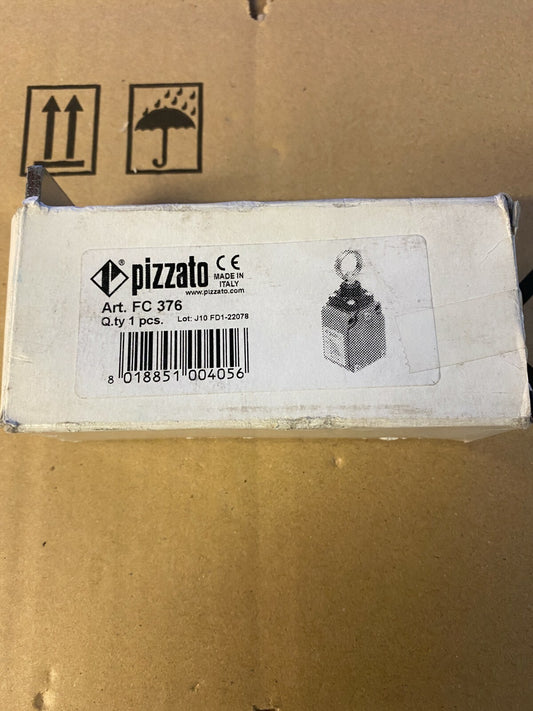 pizzato ® CE
MADE IN
ITALY
www.pizzato.com
Art. FC 376
Q.ty 1 pcs. Lot: J10 FD1-22078
8 018851 004056